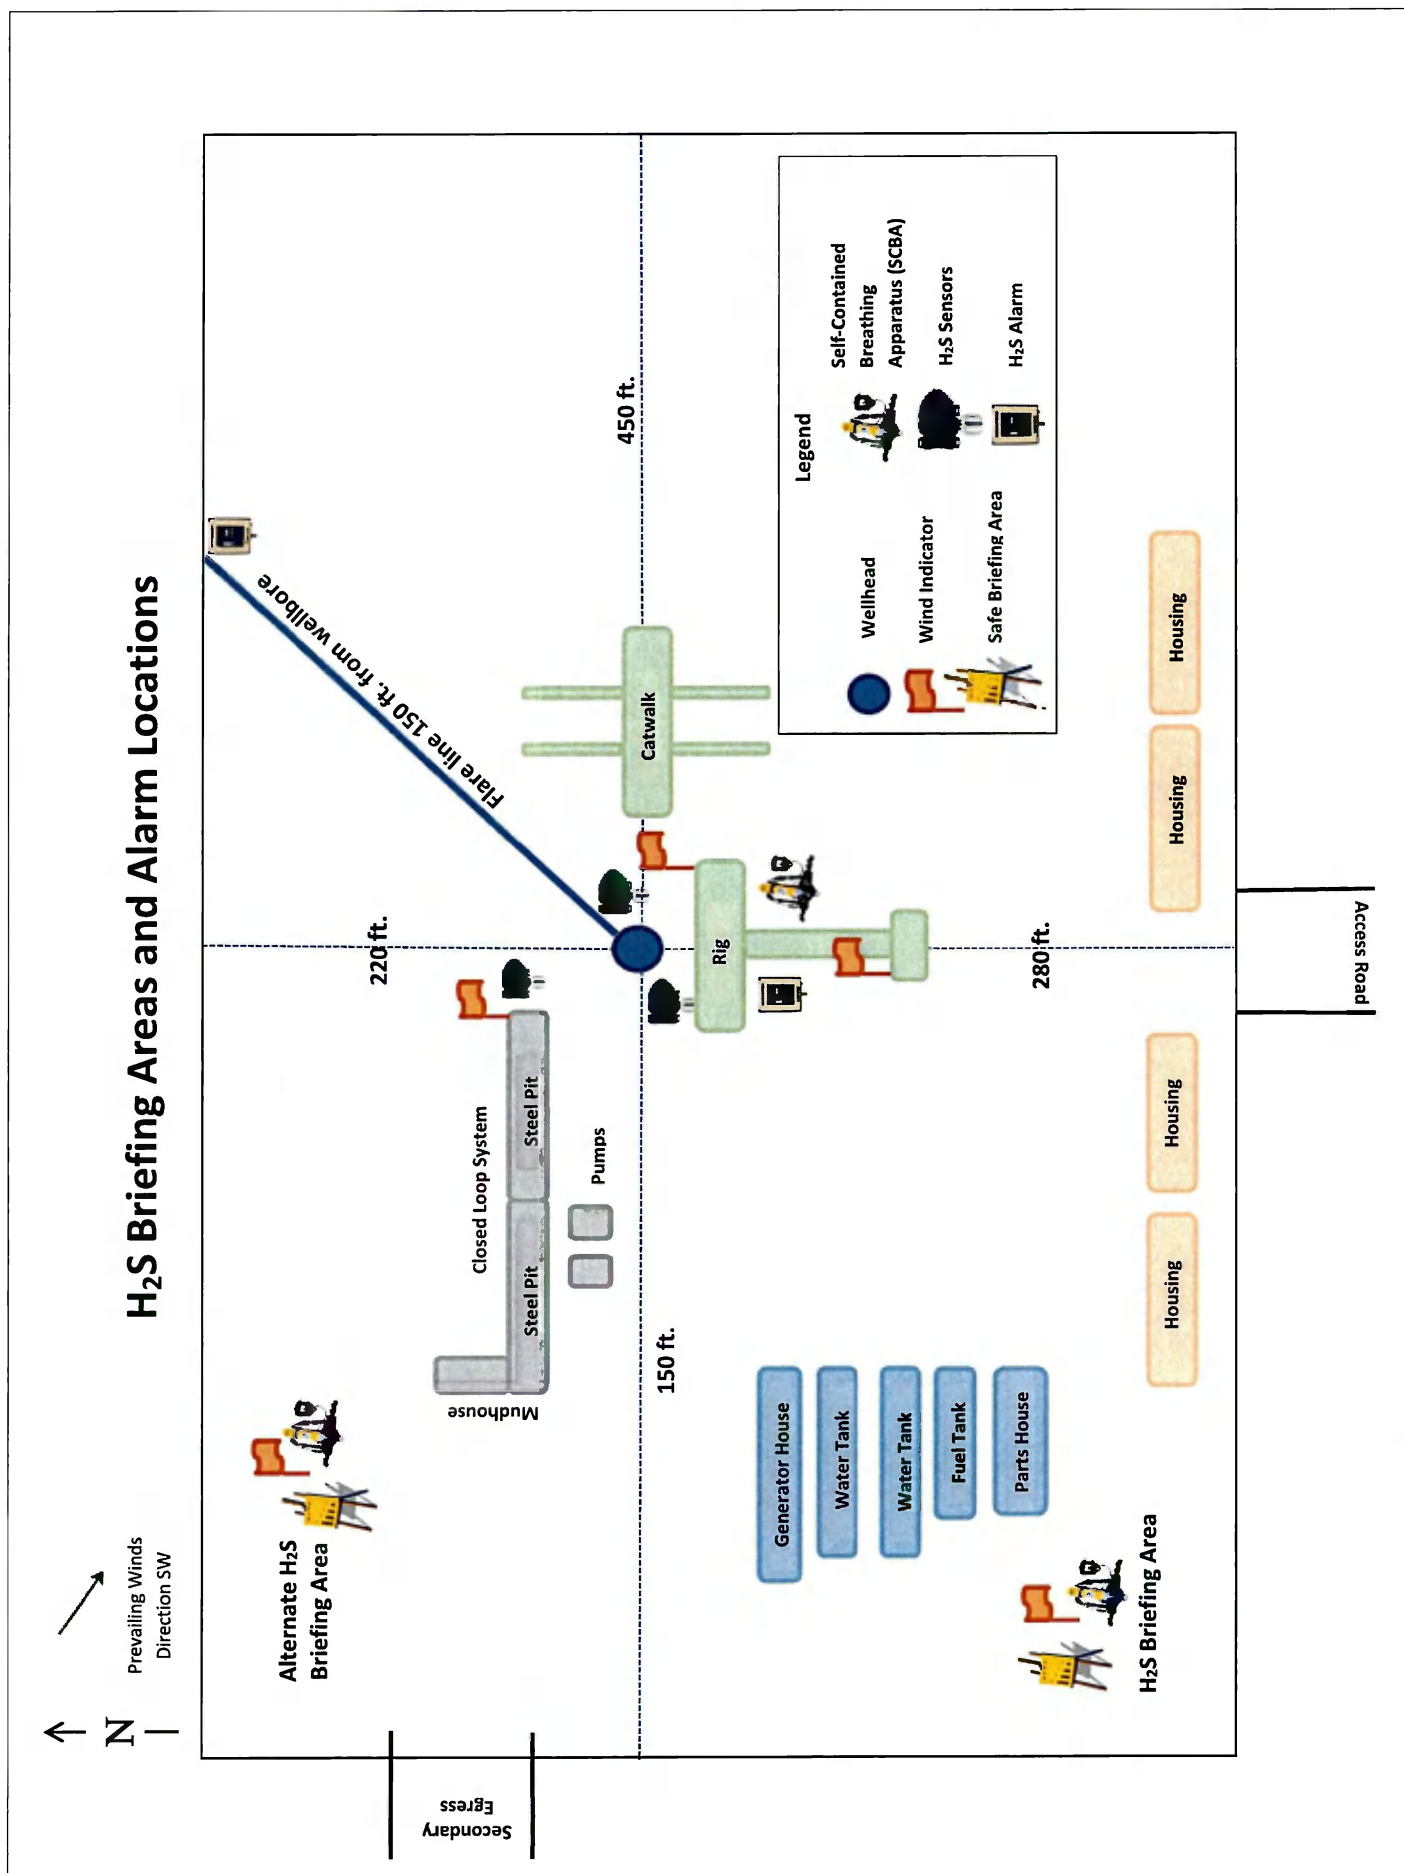 H₂S Briefing Areas and Alarm Locations
N
Prevailing Winds
Direction SW
Alternate H₂S
Briefing Area
Secondary
Egress
Mudhouse
Closed Loop System
Steel Pit
Steel Pit
Pumps
220 ft.
Flare line 150 ft. from wellbore
150 ft.
450 ft.
Catwalk
Rig
280 ft.
Generator House
Water Tank
Water Tank
Fuel Tank
Parts House
H₂S Briefing Area
Housing
Housing
Housing
Housing
Access Road
Legend
Wellhead
Wind Indicator
Safe Briefing Area
Self-Contained
Breathing
Apparatus (SCBA)
H₂S Sensors
H₂S Alarm